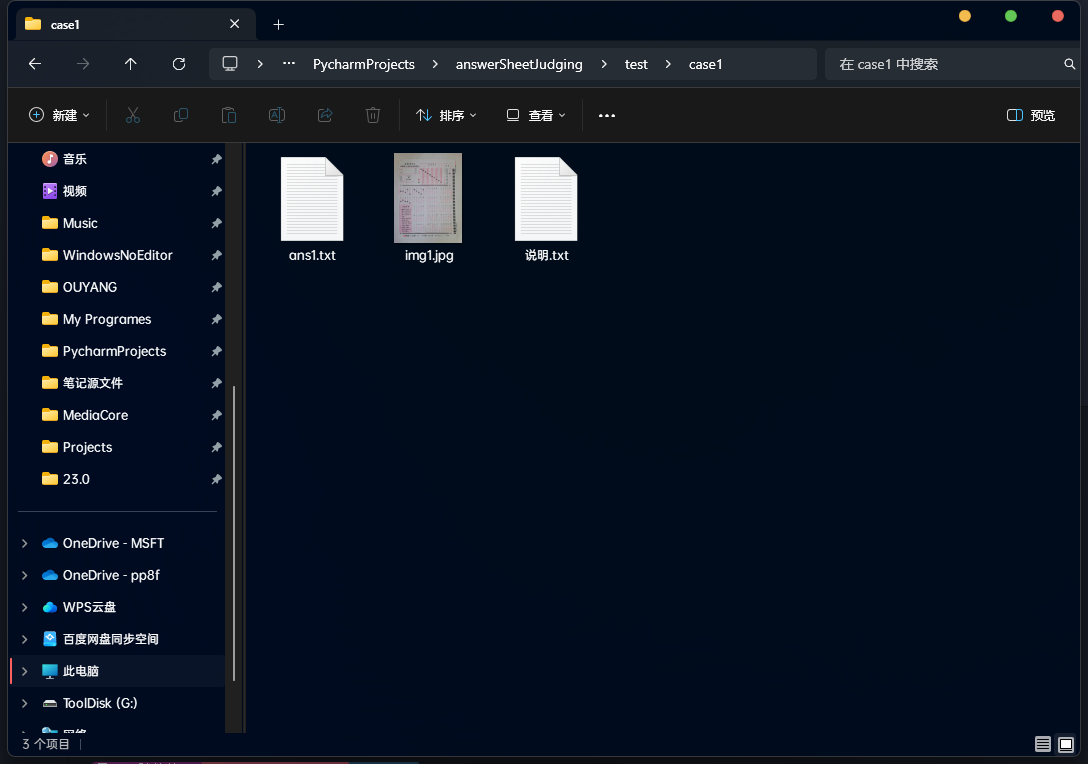 case1
PycharmProjects
answerSheetJudging
test
case1
在 case1 中搜索
新建
排序
查看
预览
音乐
视频
Music
WindowsNoEditor
OUYANG
My Programes
PycharmProjects
笔记源文件
MediaCore
Projects
23.0
OneDrive - MSFT
OneDrive - pp8f
WPS云盘
百度网盘同步空间
此电脑
ToolDisk (G:)
ans1.txt
img1.jpg
说明.txt
3 个项目